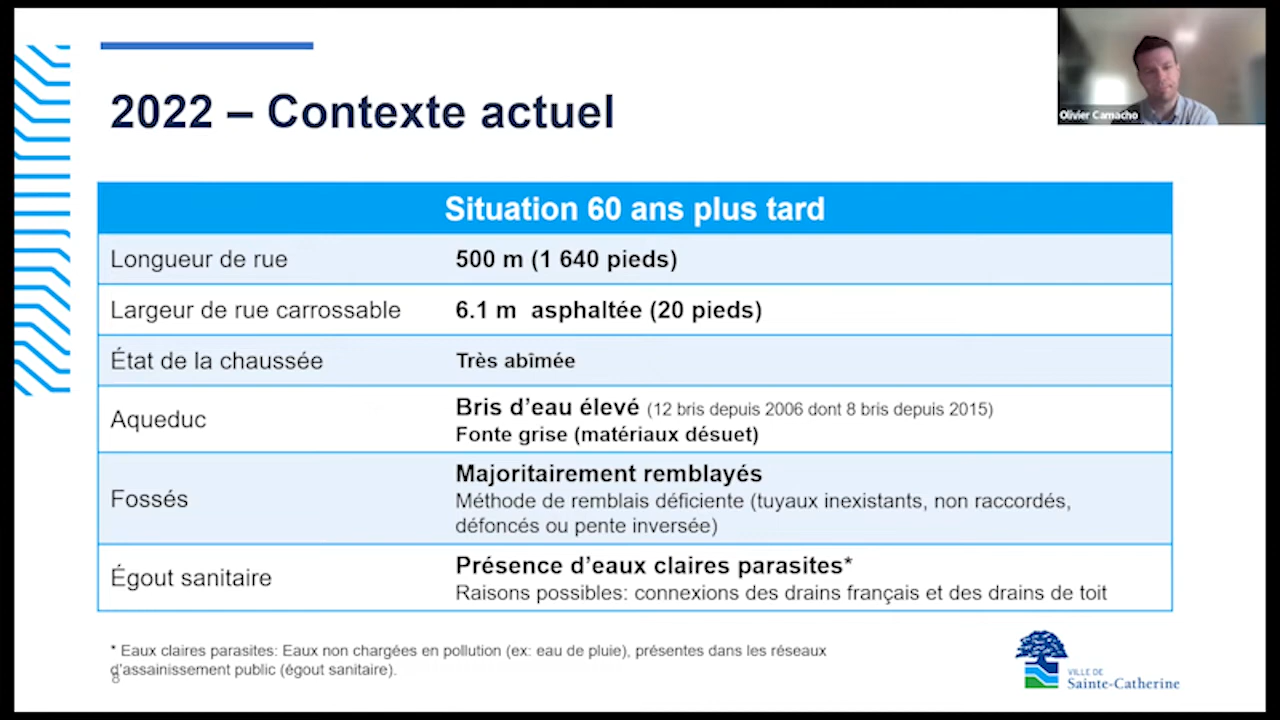 2022 – Contexte actuel
Olivier Camacho
Situation 60 ans plus tard
Longueur de rue
500 m (1 640 pieds)
Largeur de rue carrossable
6.1 m asphaltée (20 pieds)
État de la chaussée
Très abîmée
Aqueduc
Bris d’eau élevé (12 bris depuis 2006 dont 8 bris depuis 2015)
Fonte grise (matériaux désuet)
Fossés
Majoritairement remblayés
Méthode de remblais déficiente (tuyaux inexistants, non raccordés,
défoncés ou pente inversée)
Égout sanitaire
Présence d’eaux claires parasites*
Raisons possibles: connexions des drains français et des drains de toit
* Eaux claires parasites: Eaux non chargées en pollution (ex: eau de pluie), présentes dans les réseaux
d’assainissement public (égout sanitaire).
8
VILLE DE
Sainte-Catherine